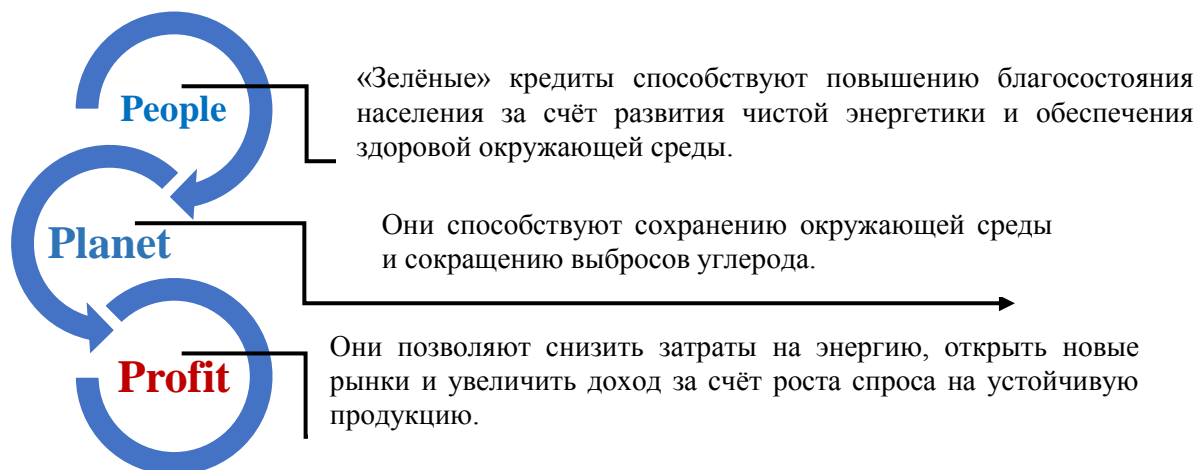 People
«Зелёные» кредиты способствуют повышению благосостояния
населения за счёт развития чистой энергетики и обеспечения
здоровой окружающей среды.
Planet
Они способствуют сохранению окружающей среды
и сокращению выбросов углерода.
Profit
Они позволяют снизить затраты на энергию, открыть новые
рынки и увеличить доход за счёт роста спроса на устойчивую
продукцию.